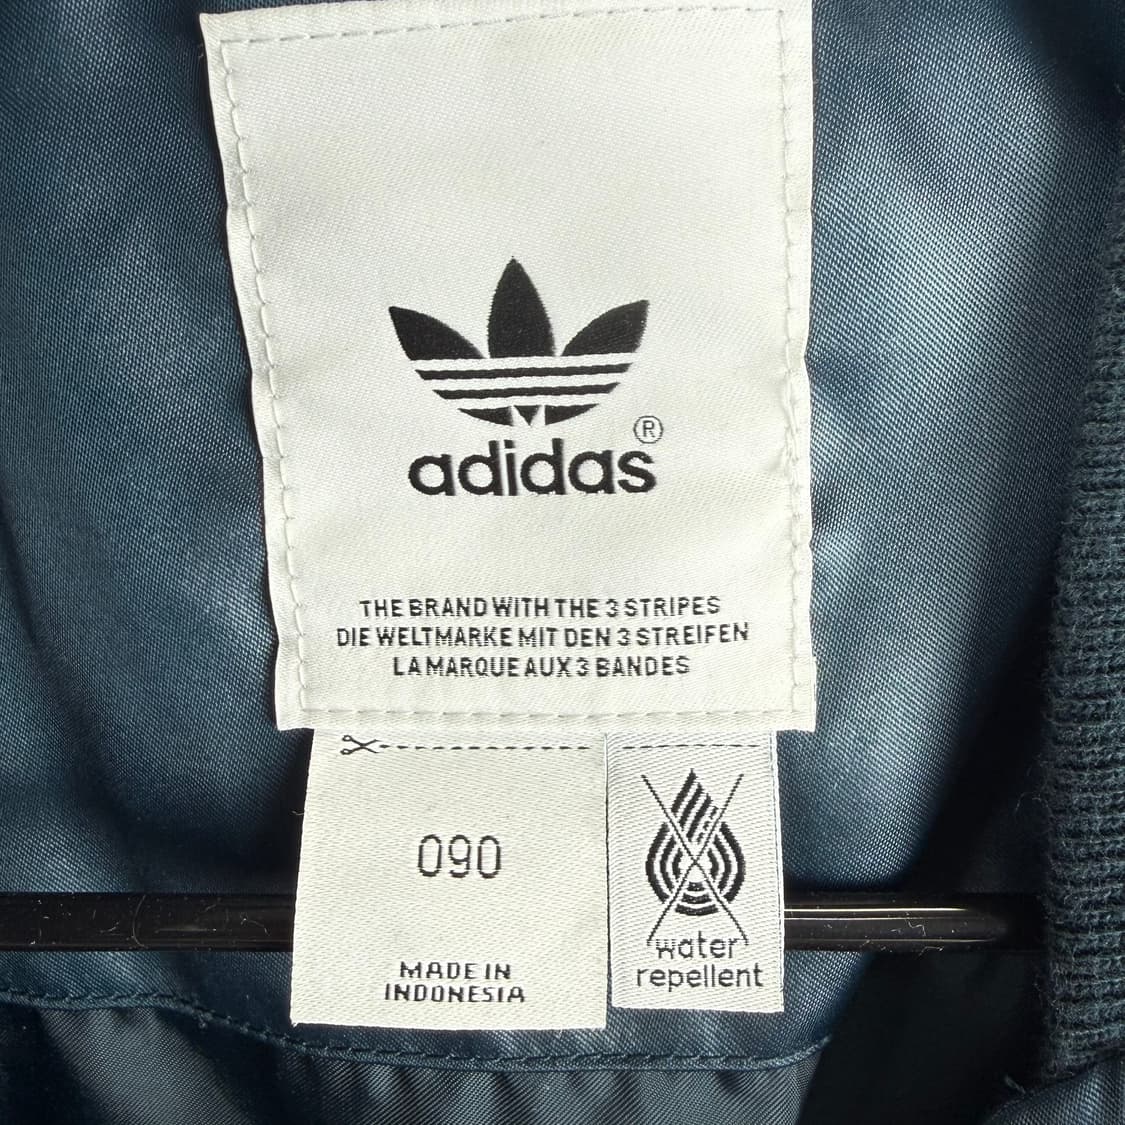 adidas®
THE BRAND WITH THE 3 STRIPES
DIE WELTMARKE MIT DEN 3 STREIFEN
LA MARQUE AUX 3 BANDES
090
MADE IN
INDONESIA
water
repellent